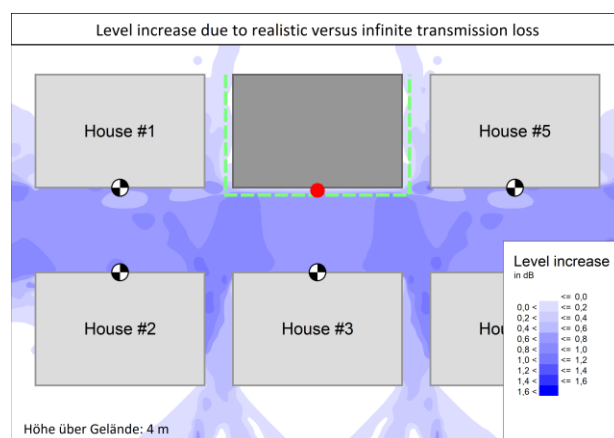 Level increase due to realistic versus infinite transmission loss
House #1
House #5
House #2
House #3
Hou
Level increase
in dB
<= 0,0
0,0 < <= 0,2
0,2 < <= 0,4
0,4 < <= 0,6
0,6 < <= 0,8
0,8 < <= 1,0
1,0 < <= 1,2
1,2 < <= 1,4
1,4 < <= 1,6
1,6 <
Höhe über Gelände: 4 m